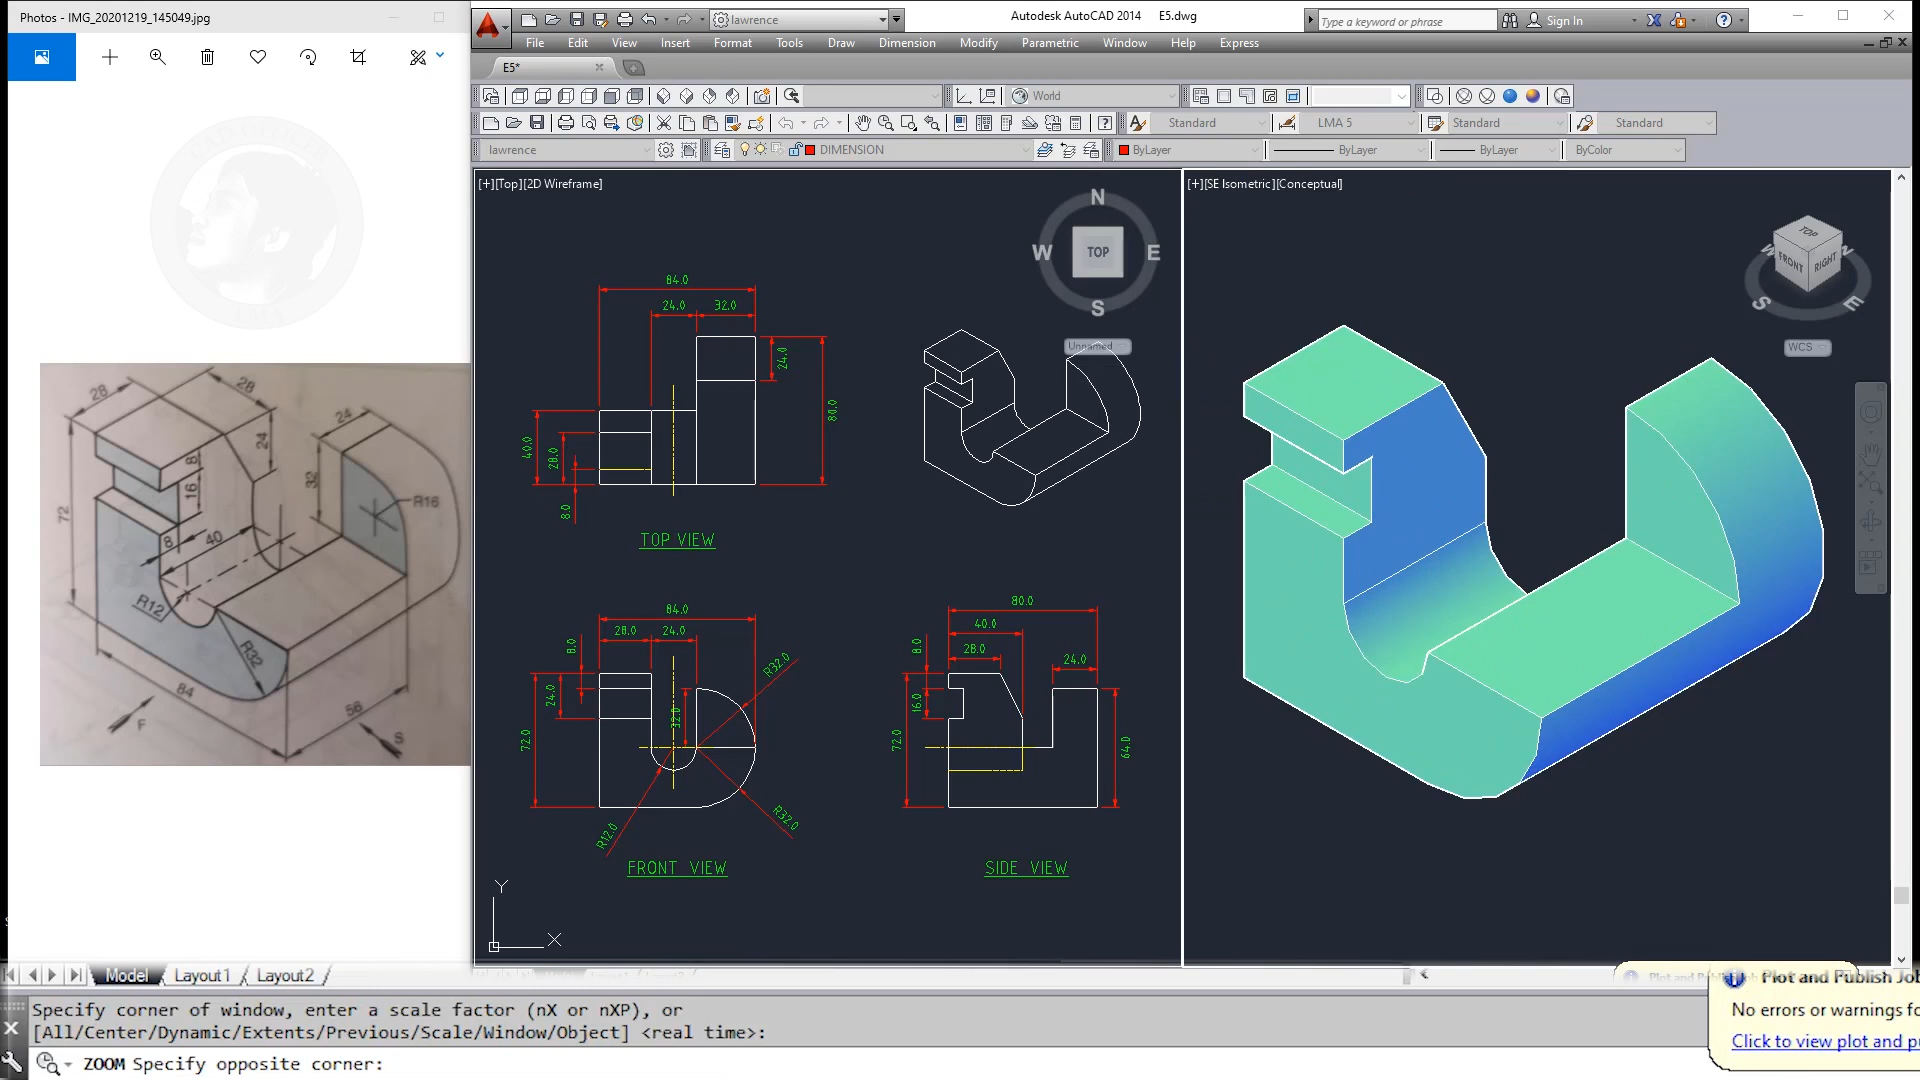 Photos - IMG_20201219_145049.jpg
lawrence
Autodesk AutoCAD 2014 E5.dwg
Type a keyword or phrase
Sign In
File Edit View Insert Format Tools Draw Dimension Modify Parametric Window Help Express
E5*
World
Standard LMA 5 Standard Standard
lawrence DIMENSION ByLayer ByLayer ByLayer ByColor
[+][Top][2D Wireframe]
N
W TOP E
S
Unnamed
84.0
24.0 32.0
24.0
80.0
40.0
28.0
8.0
TOP VIEW
84.0
28.0 24.0
8.0
24.0
72.0
32.0
R32.0
R12.0
R32.0
FRONT VIEW
80.0
40.0
28.0
24.0
8.0
16.0
72.0
64.0
SIDE VIEW
Y
X
[+][SE Isometric][Conceptual]
TOP
FRONT RIGHT
W N
S E
WCS
28 28
24
24
8
16
32
R16
72
8 40
R12
R32
84
56
F
S
Model Layout1 Layout2
Specify corner of window, enter a scale factor (nX or nXP), or
[All/Center/Dynamic/Extents/Previous/Scale/Window/Object] <real time>:
ZOOM Specify opposite corner:
Plot and Publish Job
No errors or warnings fo
Click to view plot and pu